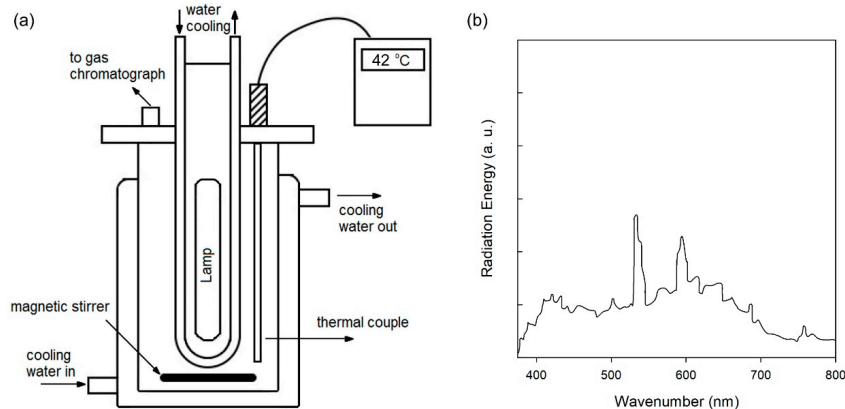 (a)
water
cooling
to gas
chromatograph
42 °C
cooling
water out
Lamp
magnetic stirrer
thermal couple
cooling
water in
(b)
Radiation Energy (a. u.)
400
500
600
700
800
Wavenumber (nm)